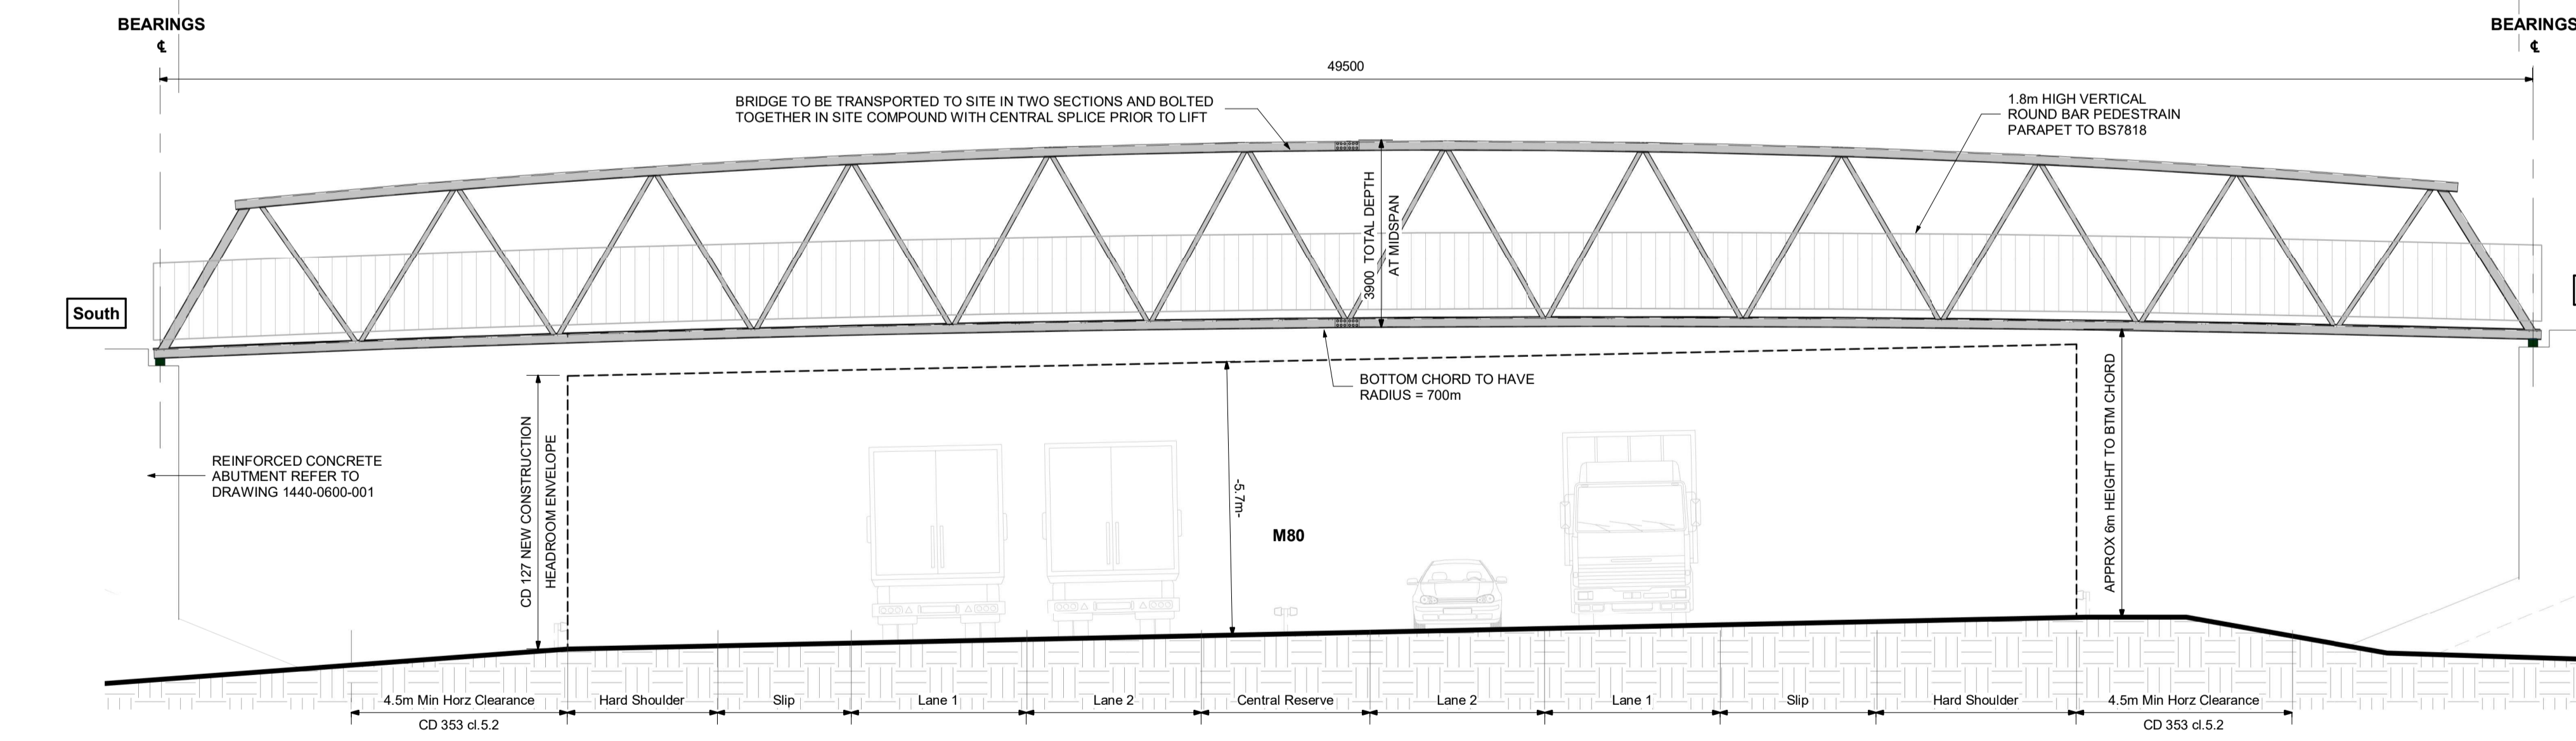 BEARINGS
℄
BEARINGS
℄
49500
BRIDGE TO BE TRANSPORTED TO SITE IN TWO SECTIONS AND BOLTED
TOGETHER IN SITE COMPOUND WITH CENTRAL SPLICE PRIOR TO LIFT
1.8m HIGH VERTICAL
ROUND BAR PEDESTRAIN
PARAPET TO BS7818
3900 TOTAL DEPTH
AT MIDSPAN
South
BOTTOM CHORD TO HAVE
RADIUS = 700m
REINFORCED CONCRETE
ABUTMENT REFER TO
DRAWING 1440-0600-001
CD 127 NEW CONSTRUCTION
HEADROOM ENVELOPE
-5.7m-
M80
APPROX 6m HEIGHT TO BTM CHORD
4.5m Min Horz Clearance
Hard Shoulder
Slip
Lane 1
Lane 2
Central Reserve
Lane 2
Lane 1
Slip
Hard Shoulder
4.5m Min Horz Clearance
CD 353 cl.5.2
CD 353 cl.5.2